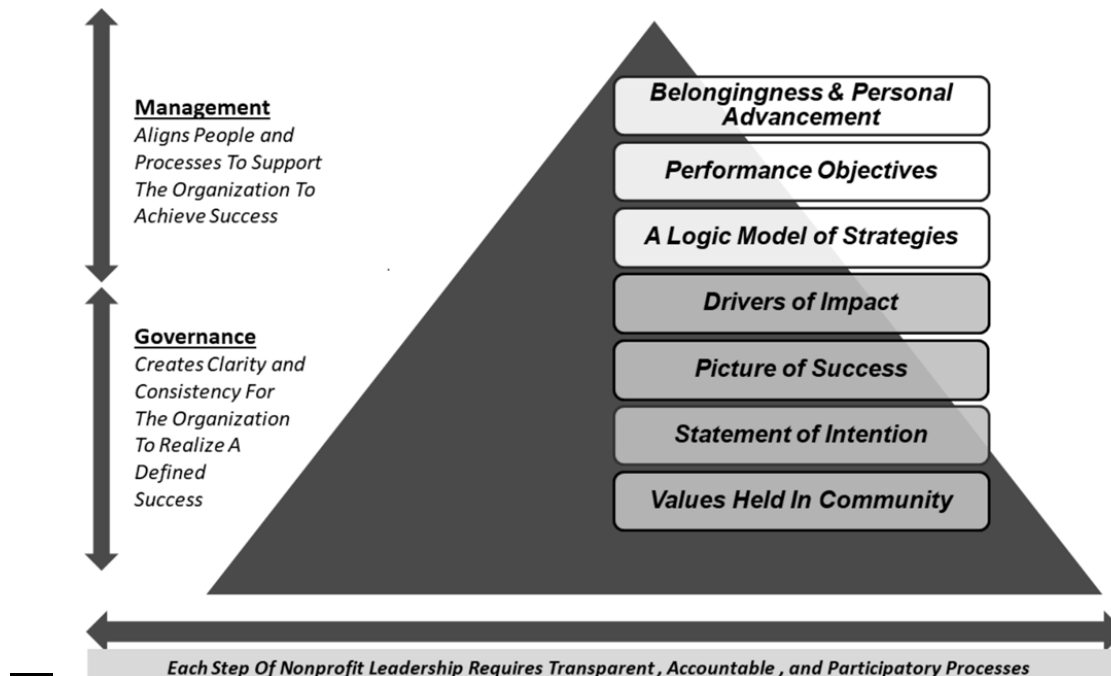 Management
Aligns People and
Processes To Support
The Organization To
Achieve Success
Governance
Creates Clarity and
Consistency For
The Organization
To Realize A
Defined
Success
Belongingness & Personal
Advancement
Performance Objectives
A Logic Model of Strategies
Drivers of Impact
Picture of Success
Statement of Intention
Values Held In Community
Each Step Of Nonprofit Leadership Requires Transparent, Accountable, and Participatory Processes